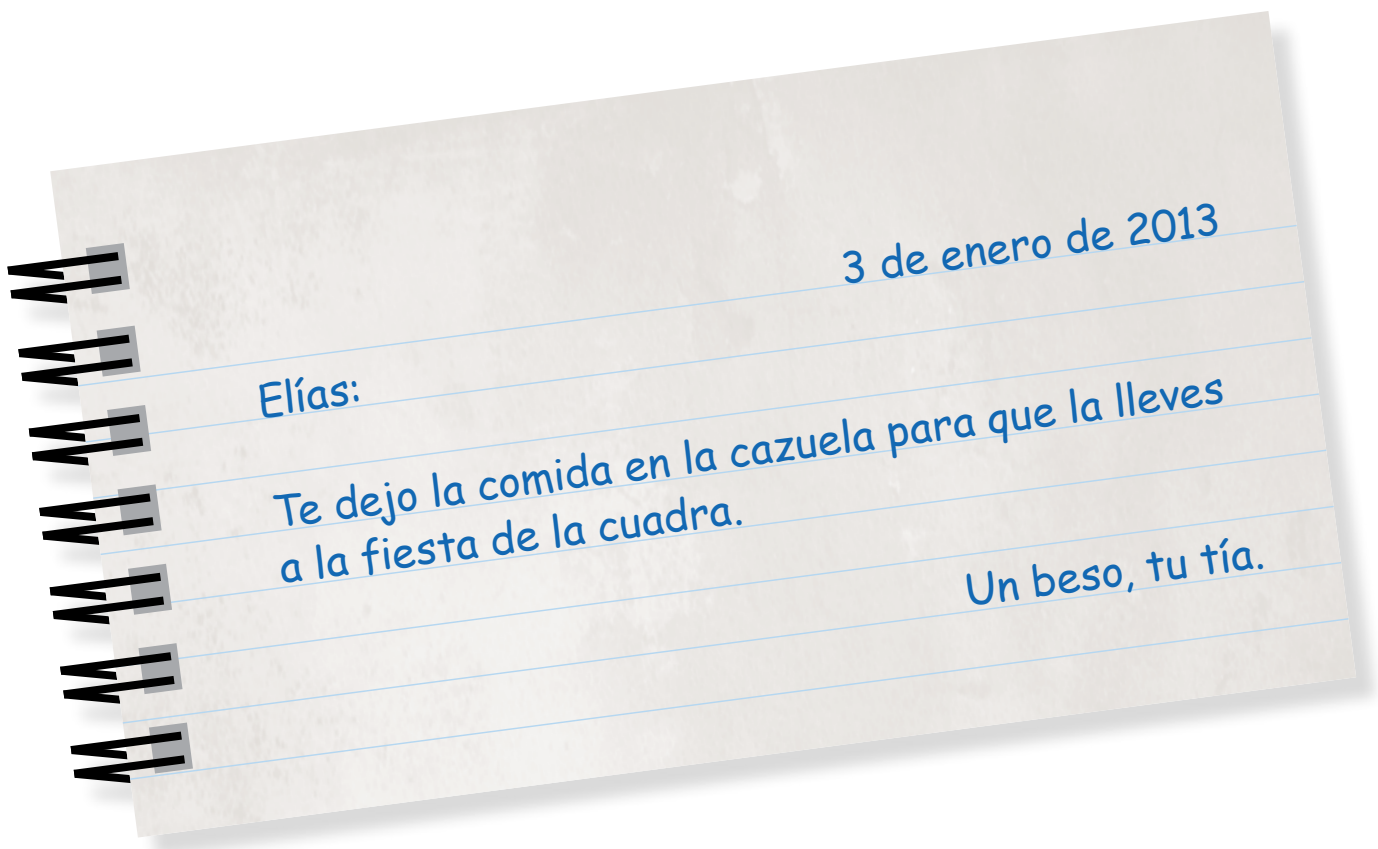 3 de enero de 2013
Elías:
Te dejo la comida en la cazuela para que la lleves
a la fiesta de la cuadra.
Un beso, tu tía.